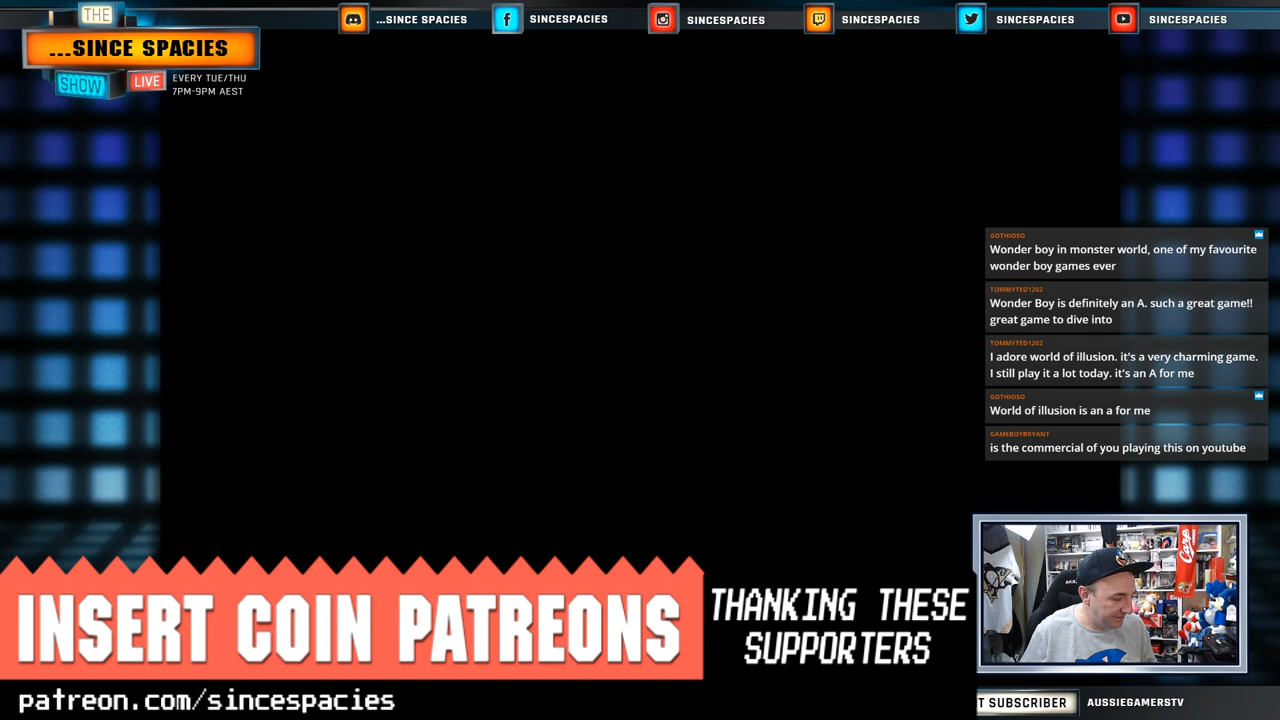 THE
...SINCE SPACIES
SHOW
LIVE
EVERY TUE/THU
7PM-9PM AEST
...SINCE SPACIES
SINCESPACIES
SINCESPACIES
SINCESPACIES
SINCESPACIES
SINCESPACIES
GOTHIOSO
Wonder boy in monster world, one of my favourite
wonder boy games ever
TOMMYTED1202
Wonder Boy is definitely an A. such a great game!!
great game to dive into
TOMMYTED1202
I adore world of illusion. it's a very charming game.
I still play it a lot today. it's an A for me
GOTHIOSO
World of illusion is an a for me
GAMEBOYBRYANT
is the commercial of you playing this on youtube
Carp
INSERT COIN PATREONS
THANKING THESE
SUPPORTERS
patreon.com/sincespacies
T SUBSCRIBER
AUSSIEGAMERSTV